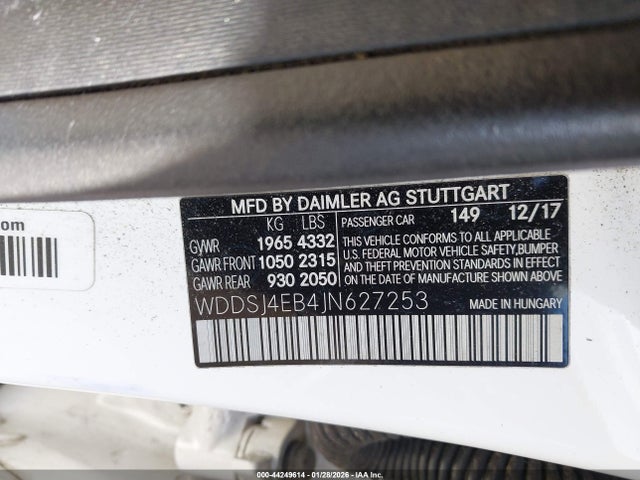 MFD BY DAIMLER AG STUTTGART
KG LBS PASSENGER CAR 149 12/17
GVWR 1965 4332
GAWR FRONT 1050 2315
GAWR REAR 930 2050
THIS VEHICLE CONFORMS TO ALL APPLICABLE
U.S. FEDERAL MOTOR VEHICLE SAFETY, BUMPER
AND THEFT PREVENTION STANDARDS IN EFFECT
ON THE DATE OF MANUFACTURE SHOWN ABOVE.
WDDSJ4EB4JN627253 MADE IN HUNGARY
000-44249614 - 01/28/2026 - IAA Inc.